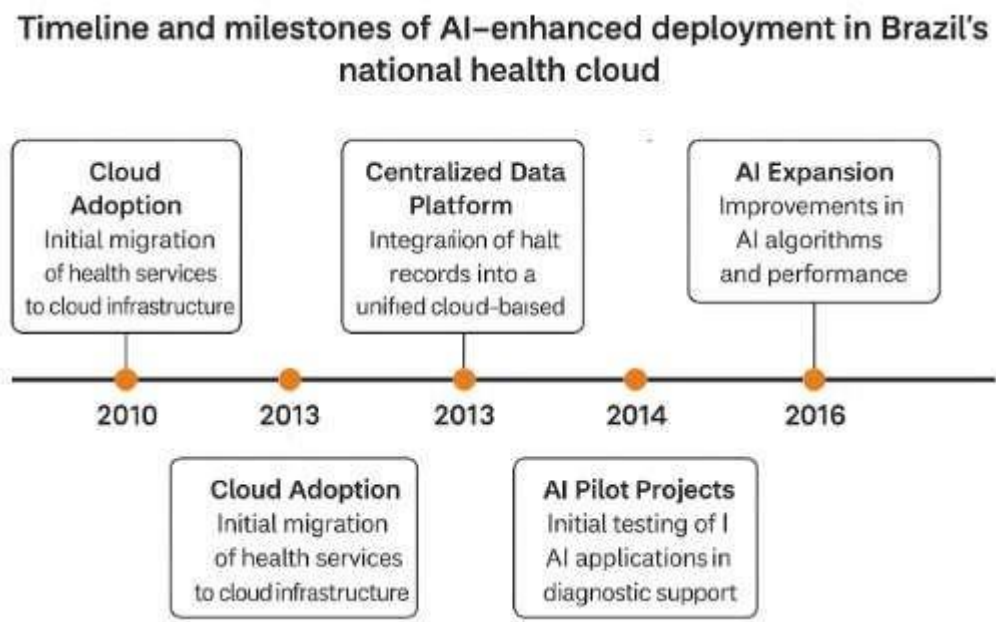 Timeline and milestones of AI–enhanced deployment in Brazil's
national health cloud
Cloud
Adoption
Initial migration
of health services
to cloud infrastructure
Centralized Data
Platform
Integraiion of halt
records into a
unified cloud-baised
AI Expansion
Improvements in
AI algorithms
and performance
2010
2013
2013
2014
2016
Cloud Adoption
Initial migration
of health services
to cloud infrastructure
AI Pilot Projects
Initial testing of I
AI applications in
diagnostic support